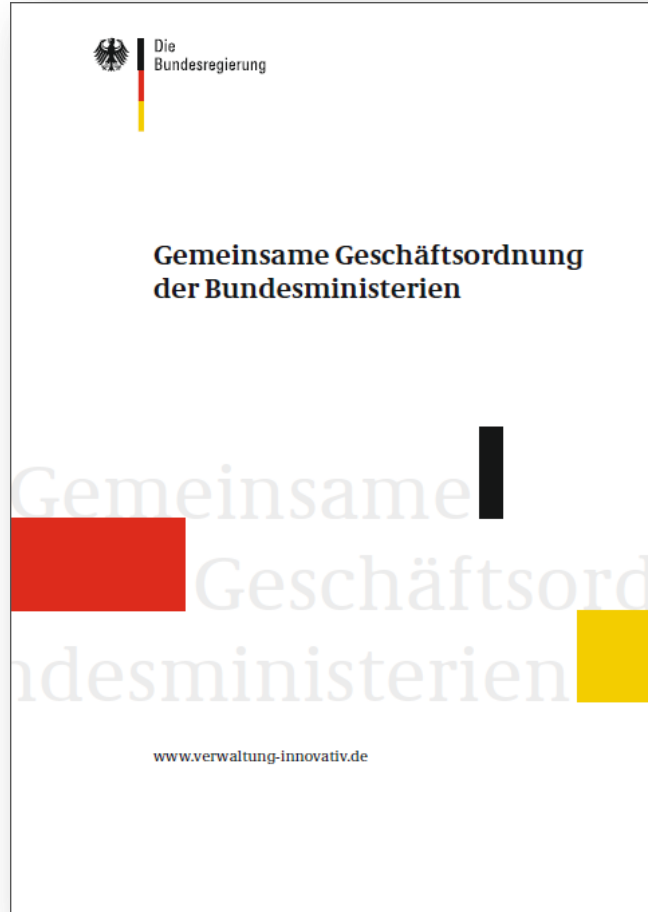 Die
Bundesregierung
Gemeinsame Geschäftsordnung
der Bundesministerien
Gemeinsame
Geschäftsord
ndesministerien
www.verwaltung-innovativ.de